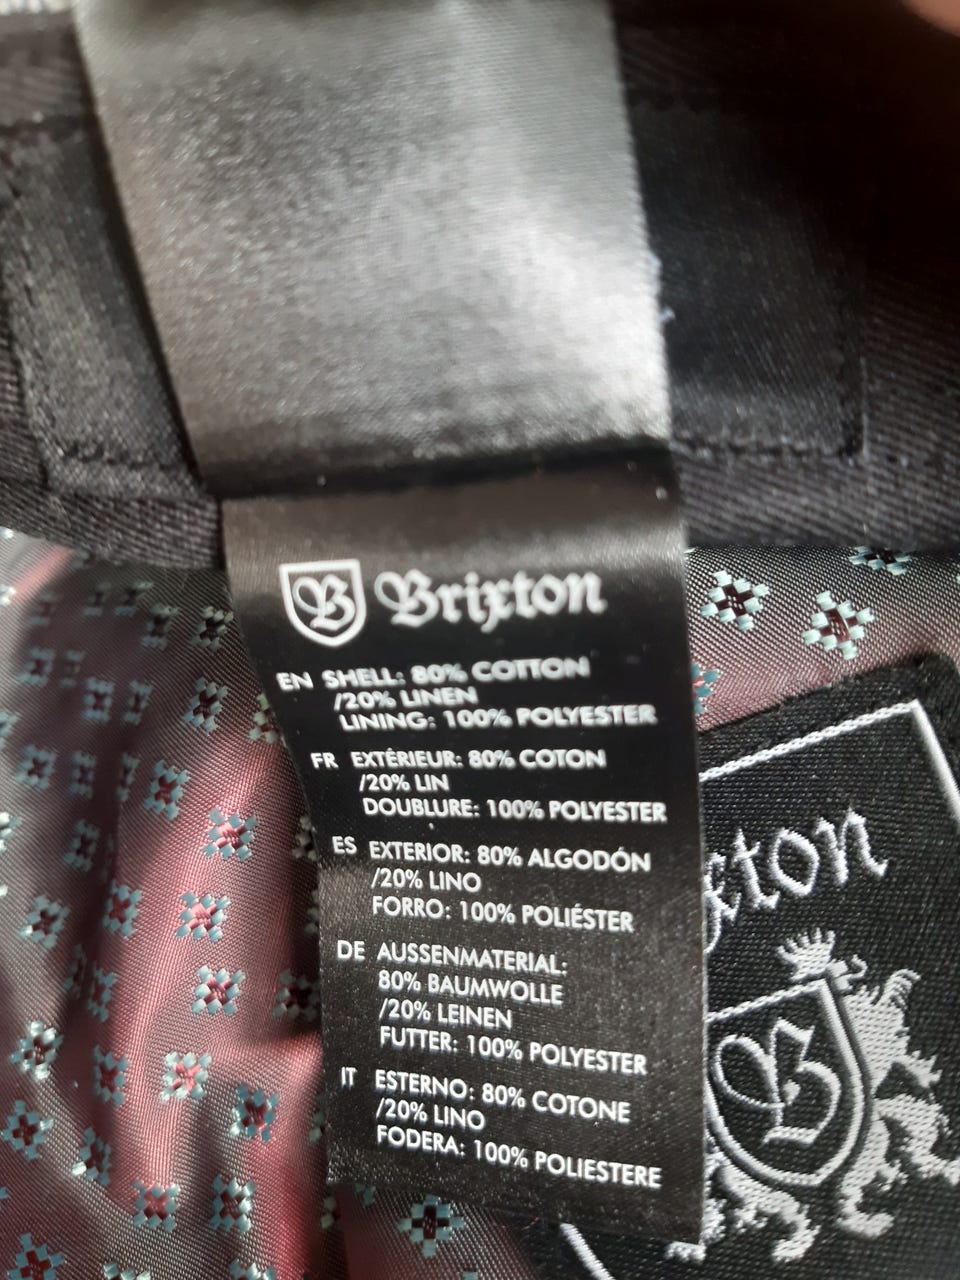 B Brixton
EN SHELL: 80% COTTON
/20% LINEN
LINING: 100% POLYESTER
FR EXTÉRIEUR: 80% COTON
/20% LIN
DOUBLURE: 100% POLYESTER
ES EXTERIOR: 80% ALGODÓN
/20% LINO
FORRO: 100% POLIÉSTER
DE AUSSENMATERIAL:
80% BAUMWOLLE
/20% LEINEN
FUTTER: 100% POLYESTER
IT ESTERNO: 80% COTONE
/20% LINO
FODERA: 100% POLIESTERE
xton
B